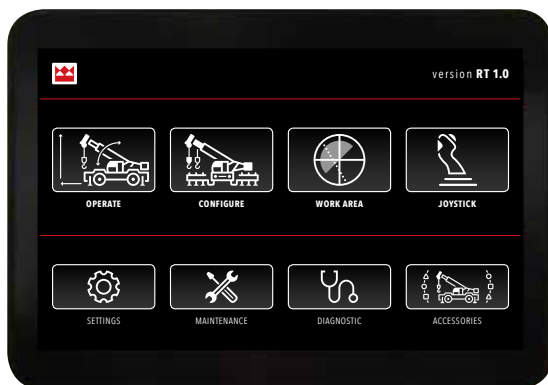 version RT 1.0
OPERATE
CONFIGURE
WORK AREA
JOYSTICK
SETTINGS
MAINTENANCE
DIAGNOSTIC
ACCESSORIES